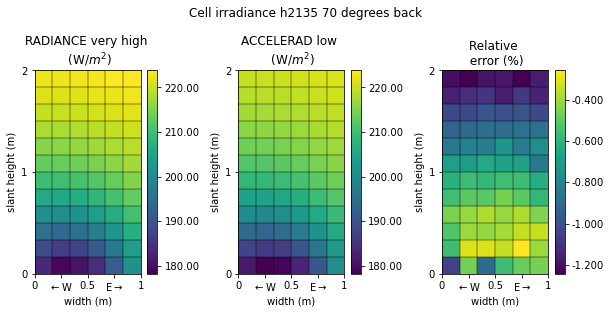 Cell irradiance h2135 70 degrees back
RADIANCE very high
(W/m²)
2
1
0
slant height (m)
0
←W
0.5
E→
1
width (m)
220.00
210.00
200.00
190.00
180.00
ACCELERAD low
(W/m²)
2
1
0
slant height (m)
0
←W
0.5
E→
1
width (m)
220.00
210.00
200.00
190.00
180.00
Relative
error (%)
2
1
0
slant height (m)
0
←W
0.5
E→
1
width (m)
-0.400
-0.600
-0.800
-1.000
-1.200